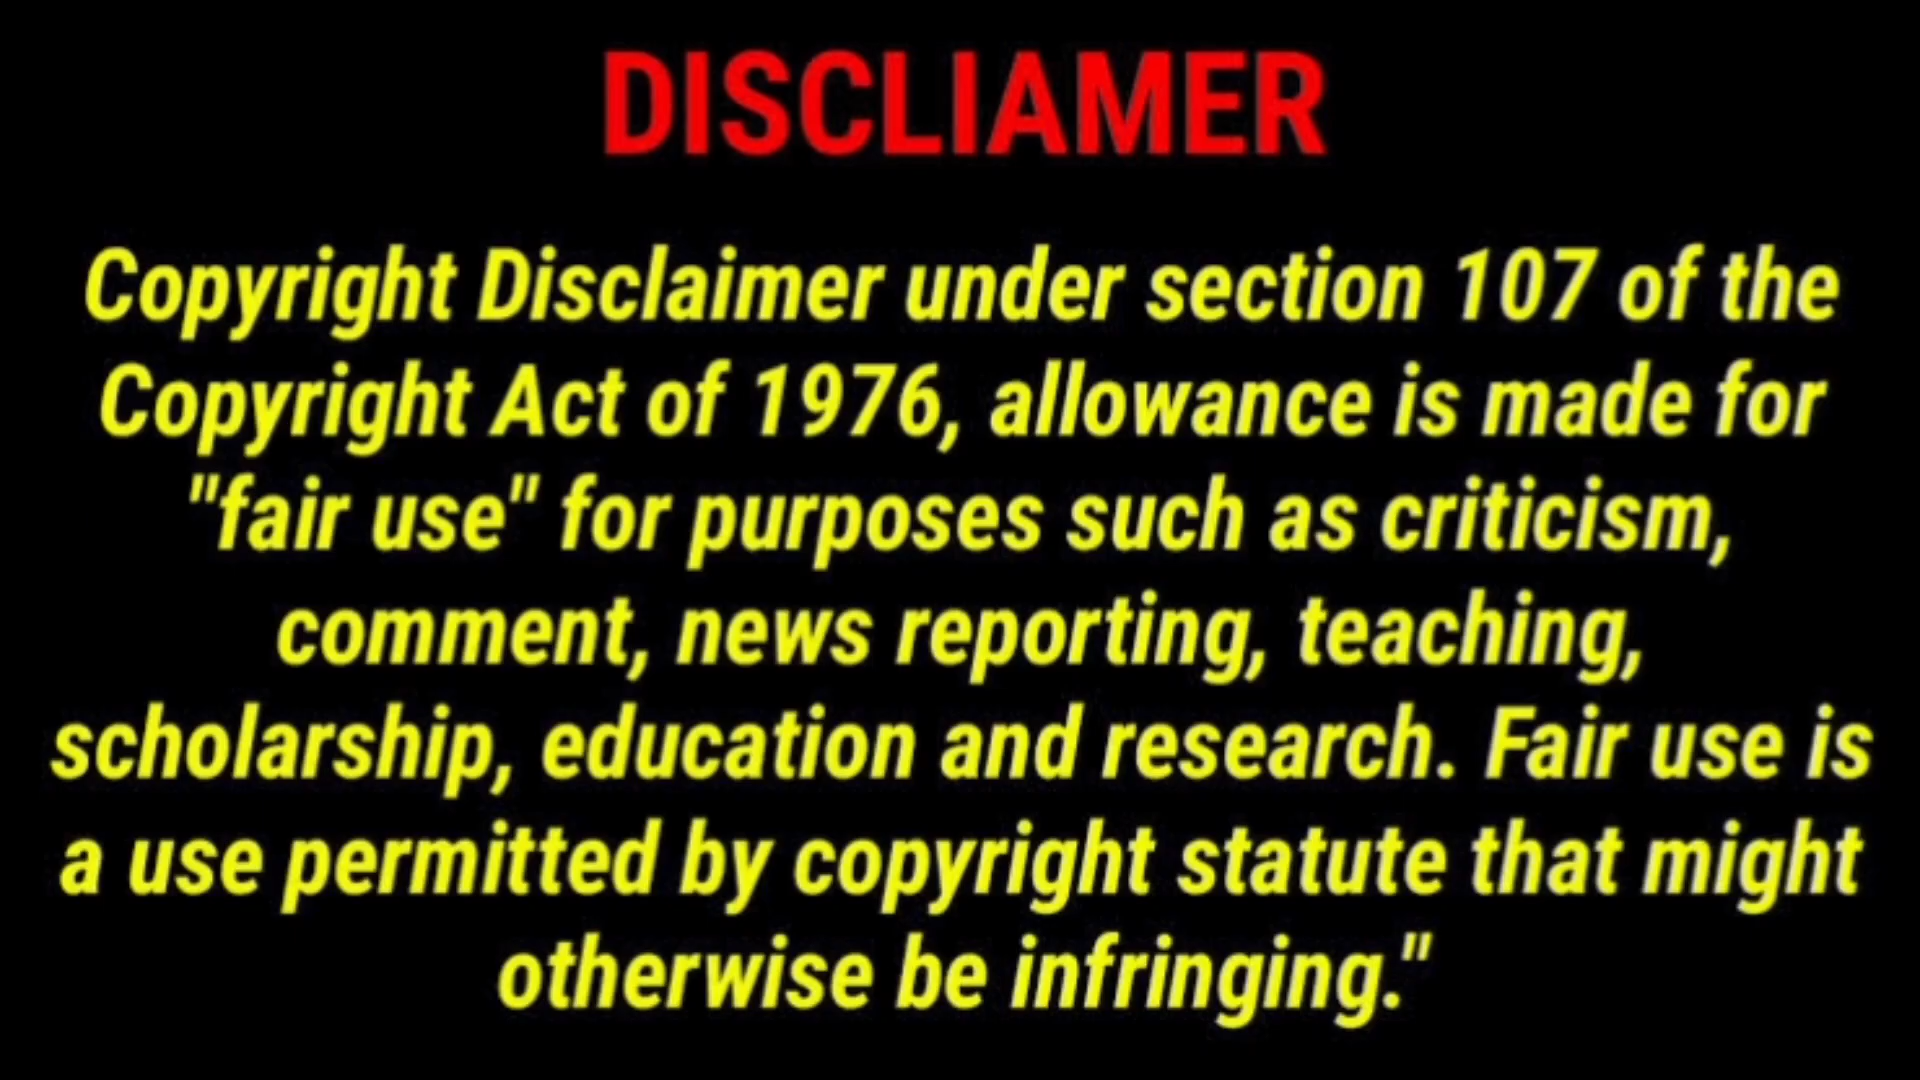 DISCLIAMER
Copyright Disclaimer under section 107 of the
Copyright Act of 1976, allowance is made for
"fair use" for purposes such as criticism,
comment, news reporting, teaching,
scholarship, education and research. Fair use is
a use permitted by copyright statute that might
otherwise be infringing."